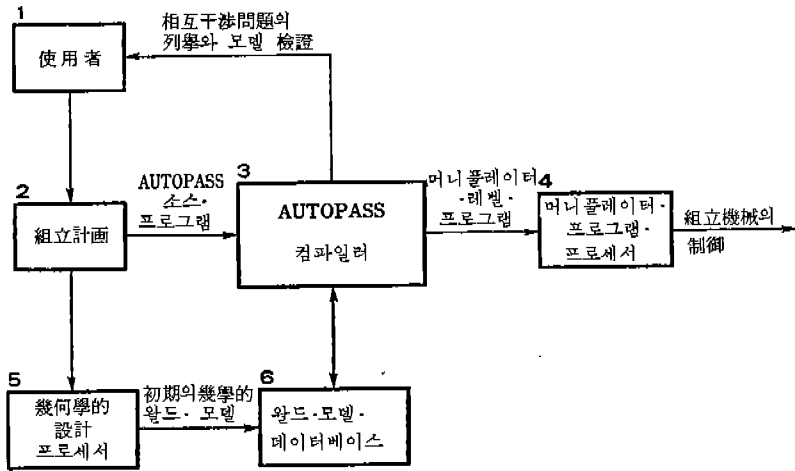 1
使用者
相互干涉問題의
列擧와 모델 檢證
2
組立計画
AUTOPASS
소스·
프로그램
3
AUTOPASS
컴파일러
머니퓰레이터
·레벨·
프로그램
4
머니퓰레이터·
프로그램·
프로세서
組立機械의
制御
5
幾何學的
設計
프로세서
初期의幾學的
왈드·모델
6
왈드·모델·
데이터베이스